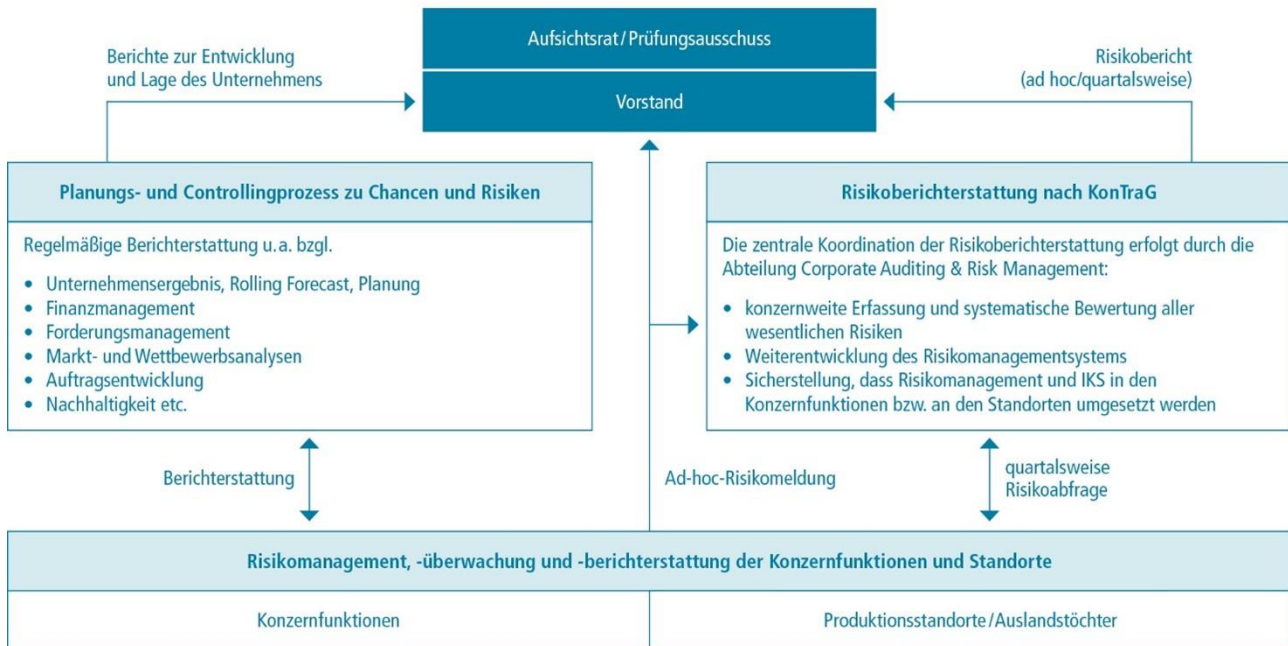 Aufsichtsrat/Prüfungsausschuss
Vorstand
Berichte zur Entwicklung
und Lage des Unternehmens
Risikobericht
(ad hoc/quartalsweise)
Planungs- und Controllingprozess zu Chancen und Risiken
Regelmäßige Berichterstattung u. a. bzgl.
• Unternehmensergebnis, Rolling Forecast, Planung
• Finanzmanagement
• Forderungsmanagement
• Markt- und Wettbewerbsanalysen
• Auftragsentwicklung
• Nachhaltigkeit etc.
Risikoberichterstattung nach KonTraG
Die zentrale Koordination der Risikoberichterstattung erfolgt durch die
Abteilung Corporate Auditing & Risk Management:
• konzernweite Erfassung und systematische Bewertung aller
wesentlichen Risiken
• Weiterentwicklung des Risikomanagementsystems
• Sicherstellung, dass Risikomanagement und IKS in den
Konzernfunktionen bzw. an den Standorten umgesetzt werden
Berichterstattung
Ad-hoc-Risikomeldung
quartalsweise
Risikoabfrage
Risikomanagement, -überwachung und -berichterstattung der Konzernfunktionen und Standorte
Konzernfunktionen
Produktionsstandorte/Auslandstöchter